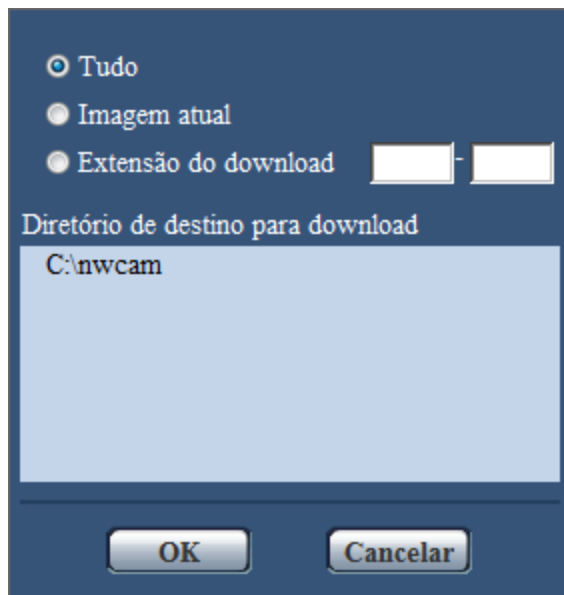 Tudo
Imagem atual
Extensão do download -
Diretório de destino para download
C:\nwcam
OK Cancelar